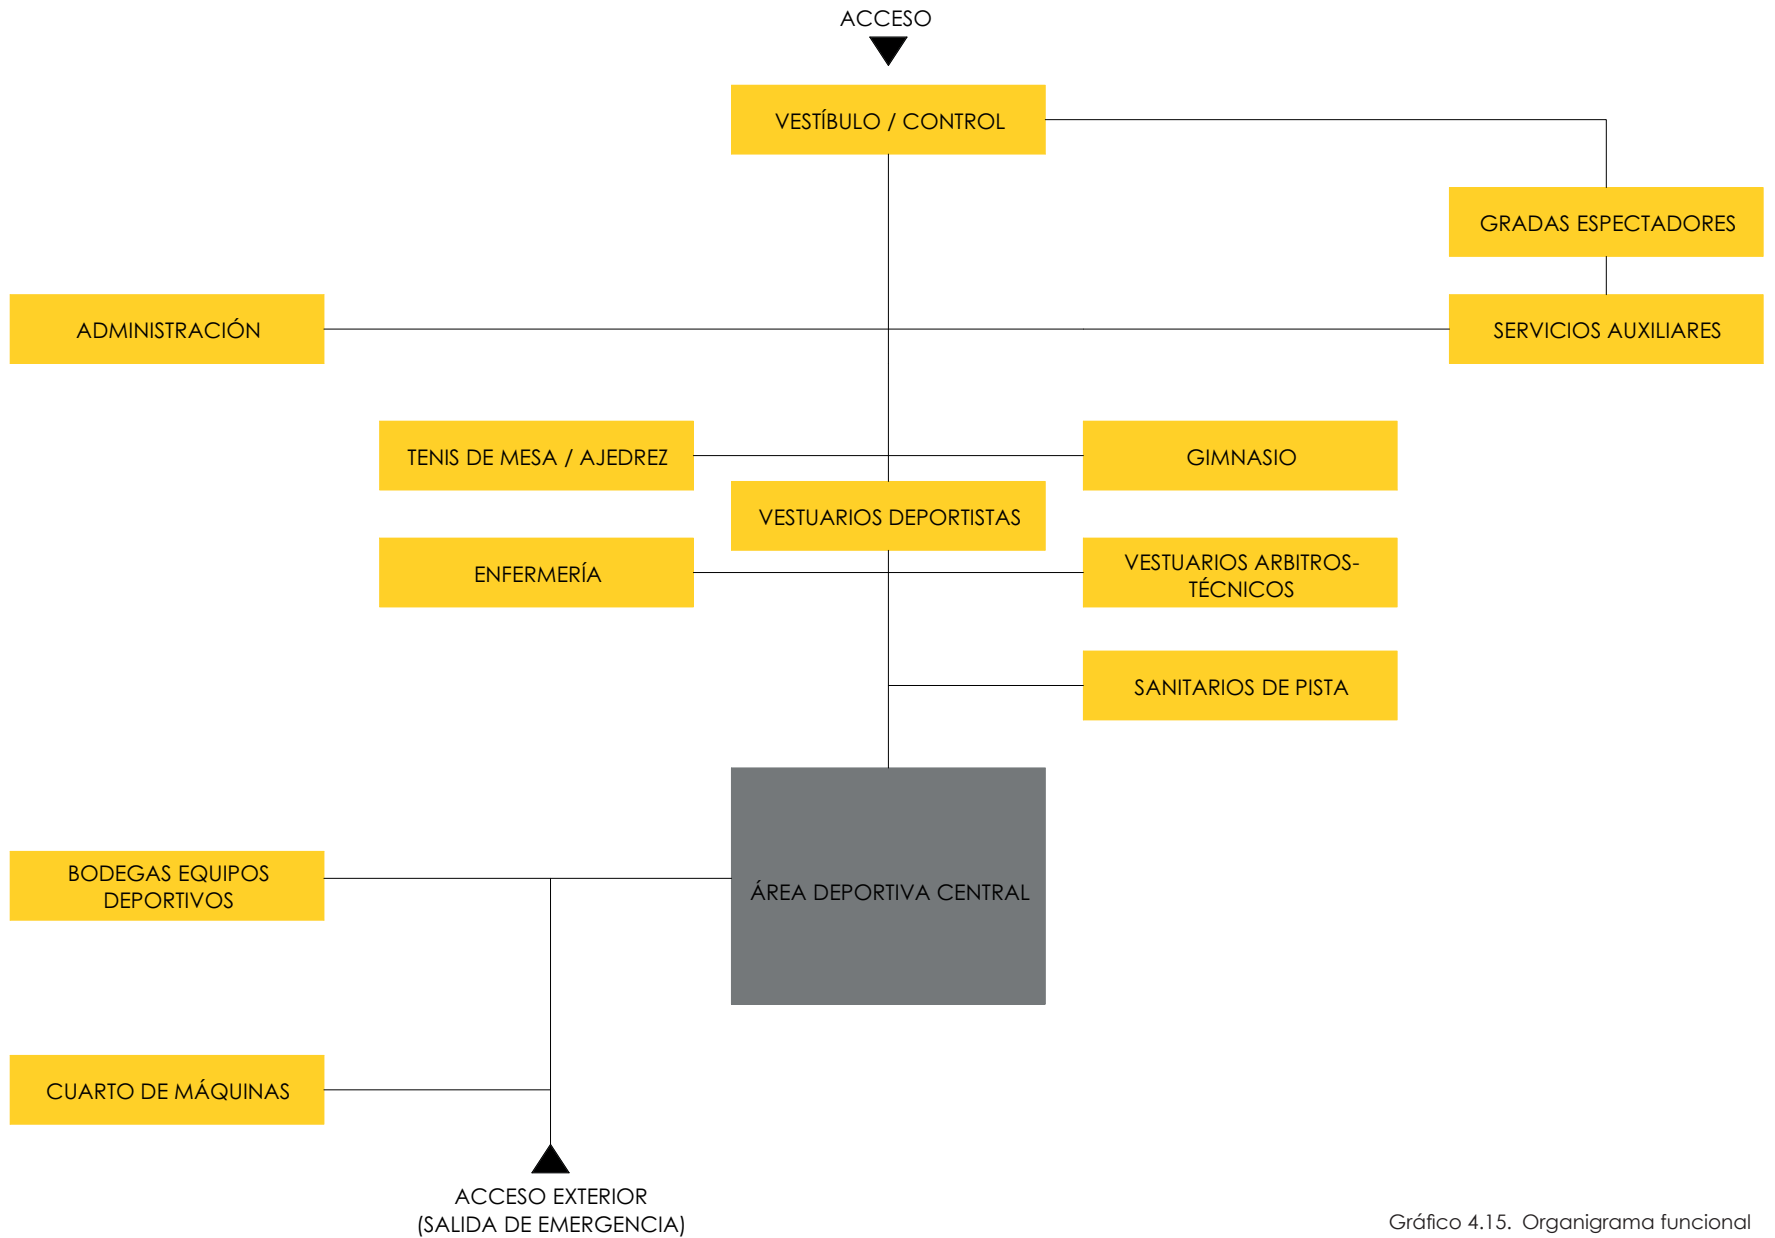 ACCESO
VESTÍBULO / CONTROL
GRADAS ESPECTADORES
ADMINISTRACIÓN
SERVICIOS AUXILIARES
TENIS DE MESA / AJEDREZ
GIMNASIO
VESTUARIOS DEPORTISTAS
ENFERMERÍA
VESTUARIOS ARBITROS-
TÉCNICOS
SANITARIOS DE PISTA
BODEGAS EQUIPOS
DEPORTIVOS
ÁREA DEPORTIVA CENTRAL
CUARTO DE MÁQUINAS
ACCESO EXTERIOR
(SALIDA DE EMERGENCIA)
Gráfico 4.15. Organigrama funcional